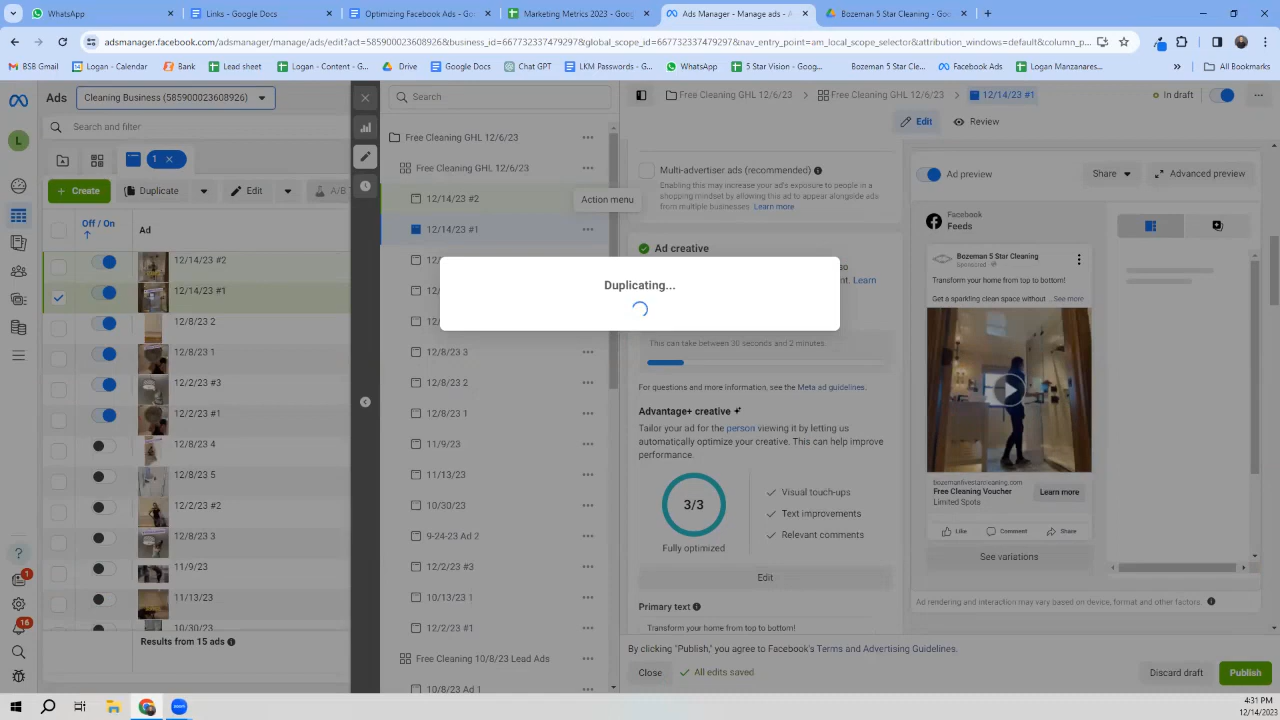 WhatsApp
Links - Google Docs
Optimizing Facebook Ads - G
Marketing Metrics 2023 - Goog
Ads Manager - Manage ads - A
Bozeman 5 Star Cleaning - Goo
adsmanager.facebook.com/adsmanager/manage/ads/edit?act=585900023608926&business_id=667732337479297&global_scope_id=667732337479297&nav_entry_point=am_local_scope_selector&attribution_windows=default&column_p...
BSB Gmail
Logan - Calendar
Bank
Lead sheet
Logan - Content - G...
Drive
Google Docs
Chat GPT
LKM Passwords - G...
WhatsApp
5 Star Vision - Goog...
Bozeman 5 Star Cle...
Facebook Ads
Logan Manzanares...
All Bookmarks
Ads
Cleaning Business (585900023608926)
Search
Free Cleaning GHL 12/6/23
Free Cleaning GHL 12/6/23
12/14/23 #1
In draft
L
Search and filter
Edit
Review
1
Free Cleaning GHL 12/6/23
Free Cleaning GHL 12/6/23
Create
Duplicate
Edit
A/B
12/14/23 #2
Action menu
12/14/23 #1
Multi-advertiser ads (recommended)
Enabling this may increase your ad's exposure to people in a
shopping mindset by allowing this ad to appear alongside ads
from multiple businesses. Learn more
Ad preview
Share
Advanced preview
Facebook
Feeds
Off / On
Ad
12/14/23 #2
12/14/23 #1
12/8/23 2
12/8/23 1
12/2/23 #3
12/2/23 #1
12/8/23 4
12/8/23 5
12/2/23 #2
12/8/23 3
11/9/23
11/13/23
10/30/23
Results from 15 ads
12/8/23 3
12/8/23 2
12/8/23 1
11/9/23
11/13/23
10/30/23
9-24-23 Ad 2
12/2/23 #3
10/13/23 1
12/2/23 #1
Free Cleaning 10/8/23 Lead Ads
10/8/23 Ad 1
Duplicating...
Ad creative
Learn
This can take between 30 seconds and 2 minutes.
For questions and more information, see the Meta ad guidelines.
Advantage+ creative
Tailor your ad for the person viewing it by letting us
automatically optimize your creative. This can help improve
performance.
3/3
Fully optimized
Visual touch-ups
Text improvements
Relevant comments
Edit
Primary text
Transform your home from top to bottom!
Bozeman 5 Star Cleaning
Sponsored
Transform your home from top to bottom!
Get a sparkling clean space without ...See more
bozemanfivestarcleaning.com
Free Cleaning Voucher
Limited Spots
Learn more
Like
Comment
Share
See variations
Ad rendering and interaction may vary based on device, format and other factors.
By clicking "Publish," you agree to Facebook's Terms and Advertising Guidelines.
Close
All edits saved
Discard draft
Publish
1
16
zoom
4:31 PM
12/14/2023